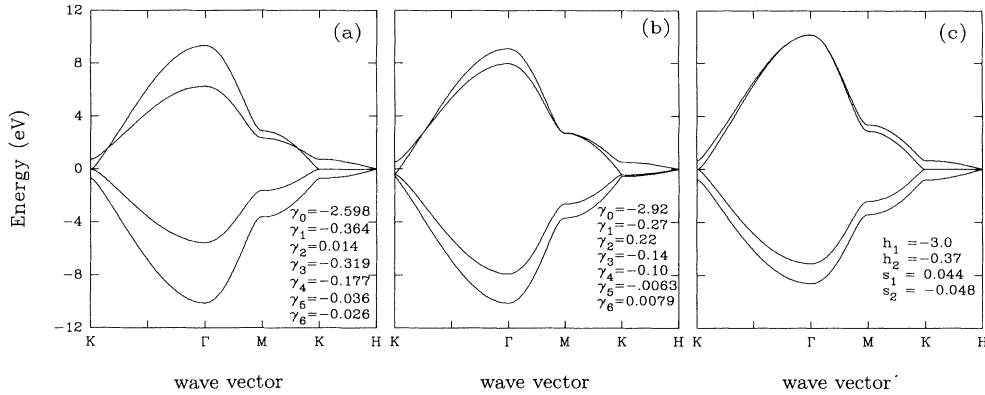 12
8
4
0
−4
−8
−12
Energy (eV)
(a)
γ0=−2.598
γ1=−0.364
γ2=0.014
γ3=−0.319
γ4=−0.177
γ5=−0.036
γ6=−0.026
K Γ M K H
wave vector
(b)
γ0=−2.92
γ1=−0.27
γ2=0.22
γ3=−0.14
γ4=−0.10
γ5=−.0063
γ6=0.0079
K Γ M K H
wave vector
(c)
h1 =−3.0
h2 =−0.37
s1 = 0.044
s2 = −0.048
K Γ M K H
wave vector